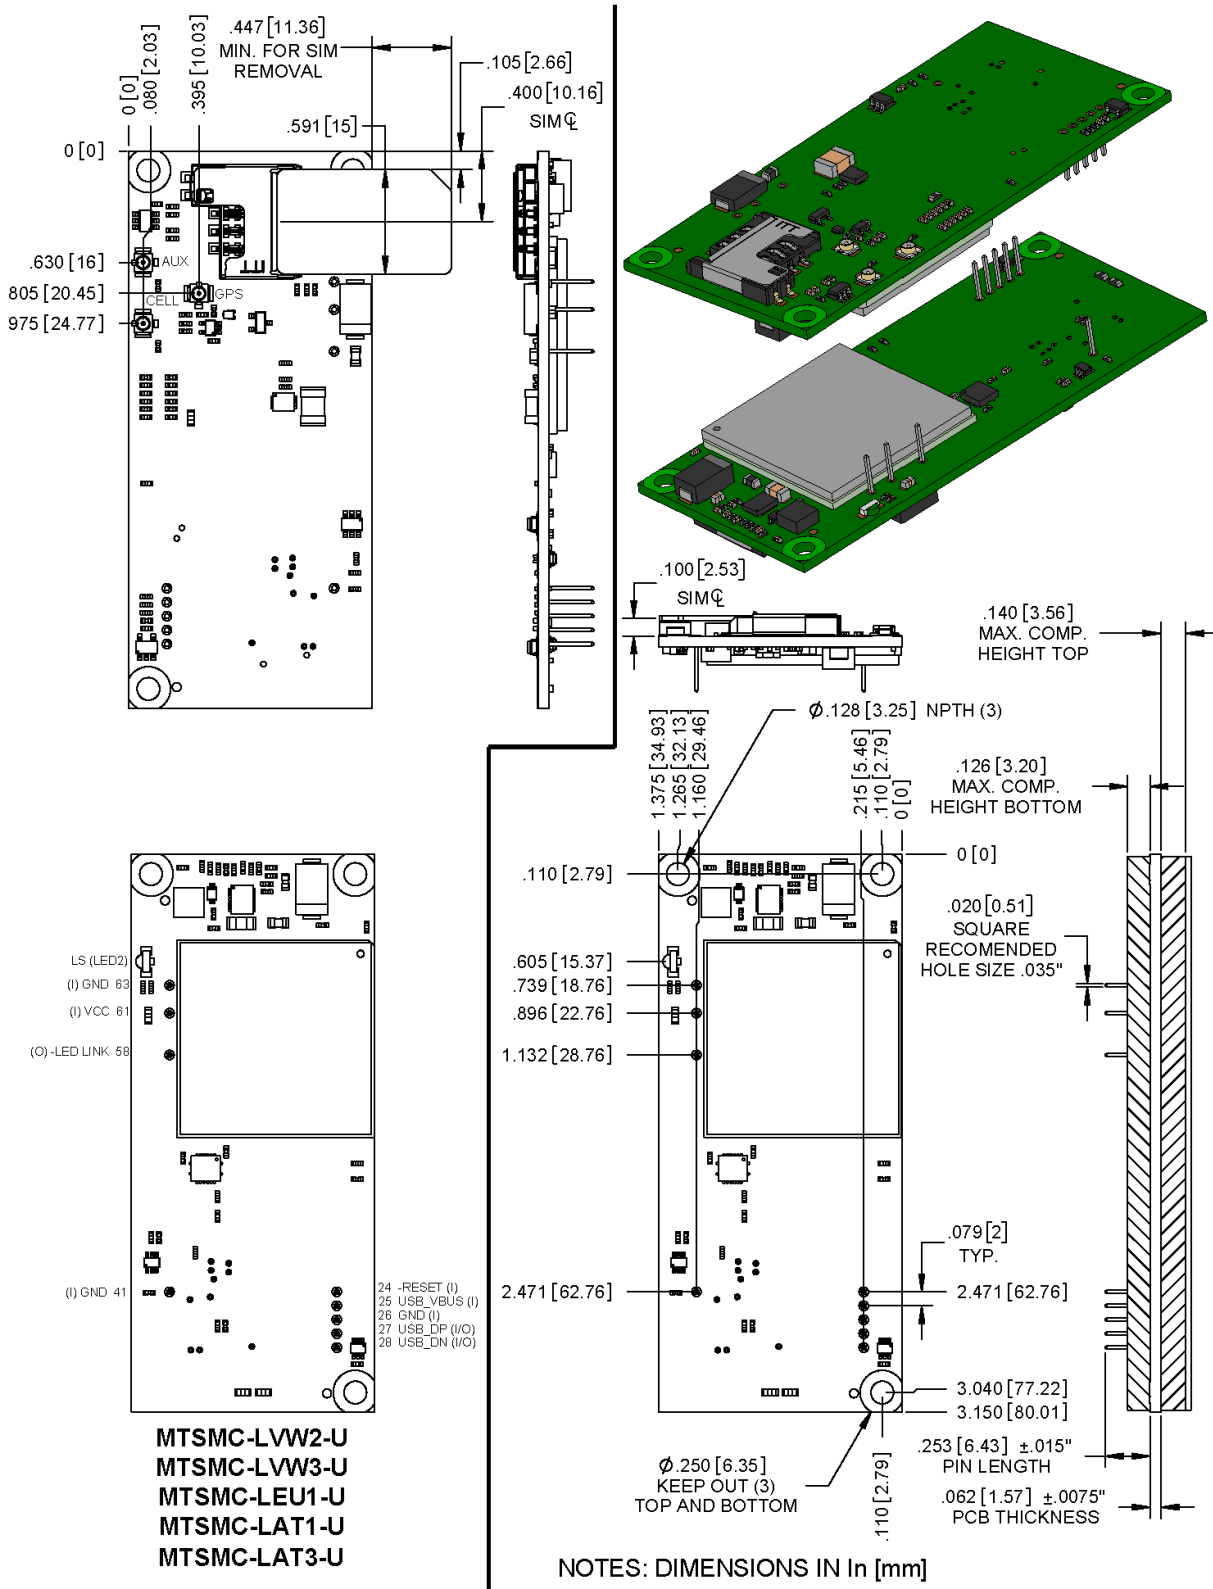 .447 [11.36]
MIN. FOR SIM
REMOVAL
0 [0]
.080 [2.03]
.395 [10.03]
.105 [2.66]
.400 [10.16]
SIM ℄
.591 [15]
0 [0]
.630 [16]
805 [20.45]
975 [24.77]
AUX
CELL
GPS
.100 [2.53]
SIM ℄
.140 [3.56]
MAX. COMP.
HEIGHT TOP
Ø.128 [3.25] NPTH (3)
1.375 [34.93]
1.265 [32.13]
1.160 [29.46]
.215 [5.46]
.110 [2.79]
0 [0]
.126 [3.20]
MAX. COMP.
HEIGHT BOTTOM
0 [0]
.110 [2.79]
.020 [0.51]
SQUARE
RECOMENDED
HOLE SIZE .035"
.605 [15.37]
.739 [18.76]
.896 [22.76]
1.132 [28.76]
LS (LED2)
(I) GND 63
(I) VCC 61
(O) -LED LINK 58
(I) GND 41
24 -RESET (I)
25 USB_VBUS (I)
26 GND (I)
27 USB_DP (I/O)
28 USB_DN (I/O)
.079 [2]
TYP.
2.471 [62.76]
2.471 [62.76]
3.040 [77.22]
3.150 [80.01]
.253 [6.43] ±.015"
PIN LENGTH
.062 [1.57] ±.0075"
PCB THICKNESS
Ø.250 [6.35]
KEEP OUT (3)
TOP AND BOTTOM
.110 [2.79]
MTSMC-LVW2-U
MTSMC-LVW3-U
MTSMC-LEU1-U
MTSMC-LAT1-U
MTSMC-LAT3-U
NOTES: DIMENSIONS IN In [mm]